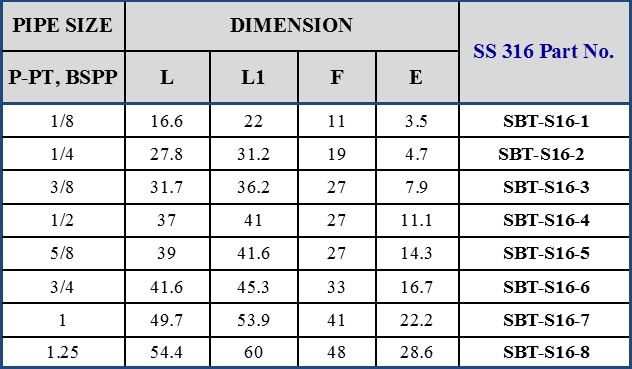 PIPE SIZE DIMENSION SS 316 Part No.
P-PT, BSPP L L1 F E
1/8 16.6 22 11 3.5 SBT-S16-1
1/4 27.8 31.2 19 4.7 SBT-S16-2
3/8 31.7 36.2 27 7.9 SBT-S16-3
1/2 37 41 27 11.1 SBT-S16-4
5/8 39 41.6 27 14.3 SBT-S16-5
3/4 41.6 45.3 33 16.7 SBT-S16-6
1 49.7 53.9 41 22.2 SBT-S16-7
1.25 54.4 60 48 28.6 SBT-S16-8